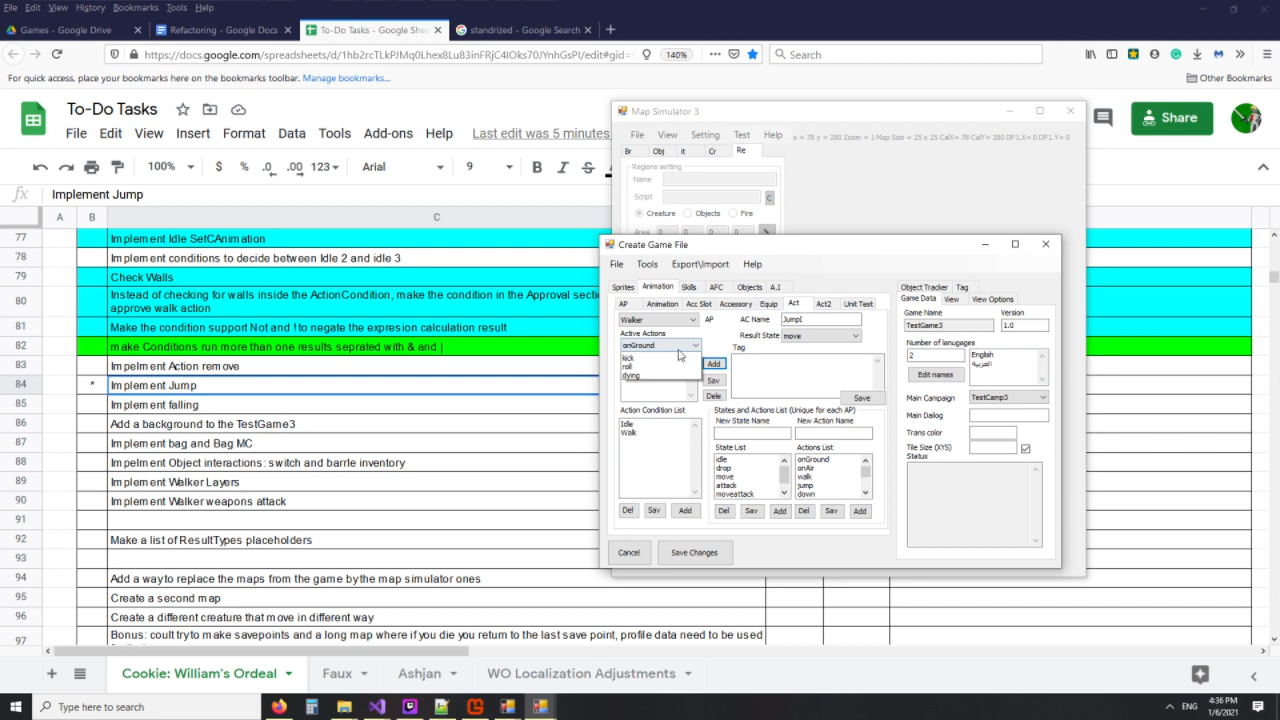 File Edit View History Bookmarks Tools Help
Games - Google Drive
Refactoring - Google Docs
To-Do Tasks - Google She
standrized - Google Search
140%
Search
For quick access, place your bookmarks here on the bookmarks toolbar. Manage bookmarks...
Other Bookmarks
To-Do Tasks
File Edit View Insert Format Data Tools Add-ons Help Last edit was 5 minutes
Share
100% $ % .0 .00 123 Arial 9 B I S
fx Implement Jump
A B C
77 Implement Idle SetCAnimation
78 Implement conditions to decide between Idle 2 and idle 3
79 Check Walls
80 Instead of checking for walls inside the ActionCondition, make the condition in the Approval section
approve walk action
81 Make the condition support Not and ! to negate the expresion calculation result
82 make Conditions run more than one results seprated with & and |
83 Impelment Action remove
84 * Implement Jump
85 Implement falling
86 Add a background to the TestGame3
87 Implement bag and Bag MC
88 Impelment Object interactions: switch and barrle inventory
89 Implement Walker Layers
90 Implement Walker weapons attack
91
92 Make a list of ResultTypes placeholders
93
94 Add a way to replace the maps from the game by the map simulator ones
95 Create a second map
96 Create a different creature that move in different way
97 Bonus: coult try to make savepoints and a long map where if you die you return to the last save point, profile data need to be used
Cookie: William's Ordeal
Faux
Ashjan
WO Localization Adjustments
Map Simulator 3
File View Setting Test Help x = 78 y = 280 Zoom = 1 Map Size = 25 x 25 CalX= 78 CalY= 280 DP1,X= 0 DP1,Y= 0
Br Obj it Cr Re
Regions setting
Name
Script C
Creature Objects Fire
Area 0 0 0 0 >
Create Game File
File Tools Export\Import Help
Sprites Animation Skills AFC Objects A.I
AP Animation Acc Slot Accessory Equip Act Act2 Unit Test
Walker AP AC Name JumpI
Active Actions Result State move
onGround Tag
kick
roll
dying
Add
Sav
Dele
Save
Action Condition List
Idle
Walk
Del Sav Add
States and Actions List (Unique for each AP)
New State Name New Action Name
State List Actions List
idle onGround
drop onAir
move walk
attack jump
moveattack down
Del Sav Add Del Sav Add
Cancel Save Changes
Object Tracker Tag
Game Data View View Options
Game Name Version
TestGame3 1.0
Number of lanugages
2 English
العربية
Edit names
Main Campaign TestCamp3
Main Dailog
Trans color
Tile Size (XYS)
Status
Type here to search
ENG
4:36 PM
1/6/2021